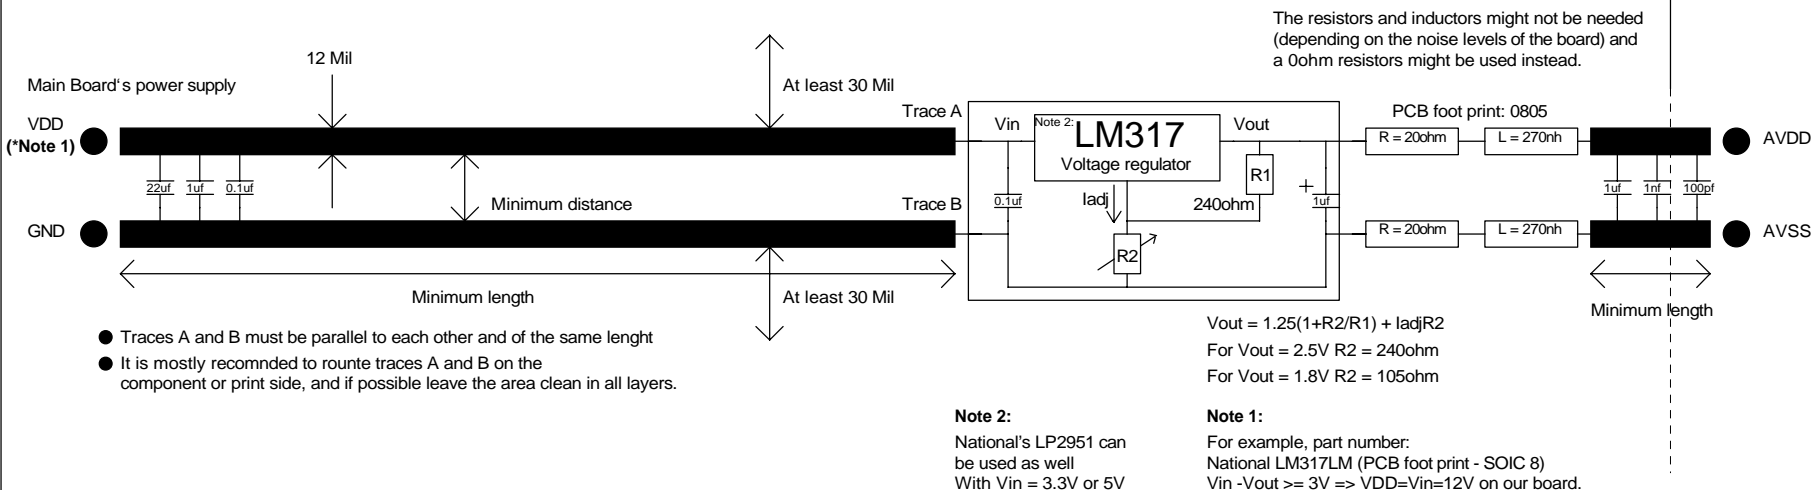 The resistors and inductors might not be needed
(depending on the noise levels of the board) and
a 0ohm resistors might be used instead.
12 Mil
Main Board's power supply
At least 30 Mil
VDD
(*Note 1)
Trace A
Vin
Note 2:
LM317
Voltage regulator
Vout
PCB foot print: 0805
R = 20ohm
L = 270nh
AVDD
22uf
1uf
0.1uf
Minimum distance
0.1uf
Iadj
R1
240ohm
+
1uf
1uf
1nf
100pf
Trace B
GND
R2
R = 20ohm
L = 270nh
AVSS
Minimum length
At least 30 Mil
Minimum length
Traces A and B must be parallel to each other and of the same lenght
It is mostly recomnded to rounte traces A and B on the
component or print side, and if possible leave the area clean in all layers.
Vout = 1.25(1+R2/R1) + IadjR2
For Vout = 2.5V R2 = 240ohm
For Vout = 1.8V R2 = 105ohm
Note 2:
National's LP2951 can
be used as well
With Vin = 3.3V or 5V
Note 1:
For example, part number:
National LM317LM (PCB foot print - SOIC 8)
Vin -Vout >= 3V => VDD=Vin=12V on our board.